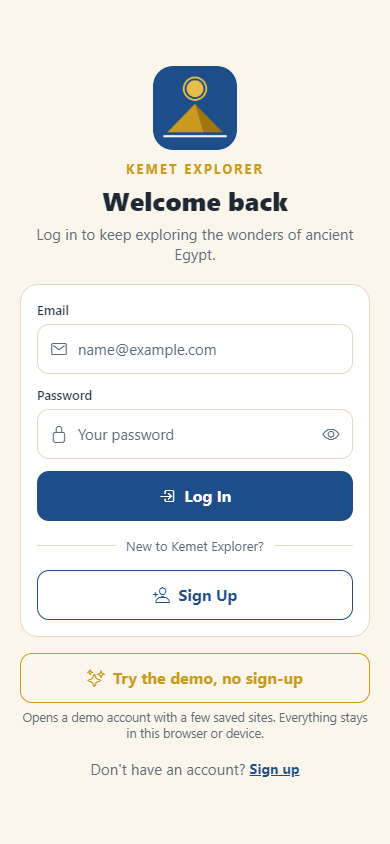 KEMET EXPLORER
Welcome back
Log in to keep exploring the wonders of ancient
Egypt.
Email
name@example.com
Password
Your password
Log In
New to Kemet Explorer?
Sign Up
Try the demo, no sign-up
Opens a demo account with a few saved sites. Everything stays
in this browser or device.
Don't have an account? Sign up